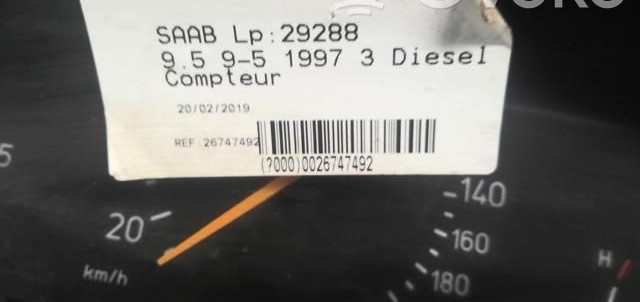 SAAB Lp:29288
9.5 9-5 1997 3 Diesel
Compteur
20/02/2019
REF 26747492
(?000)0026747492
5
20
km/h
140
160
180
H